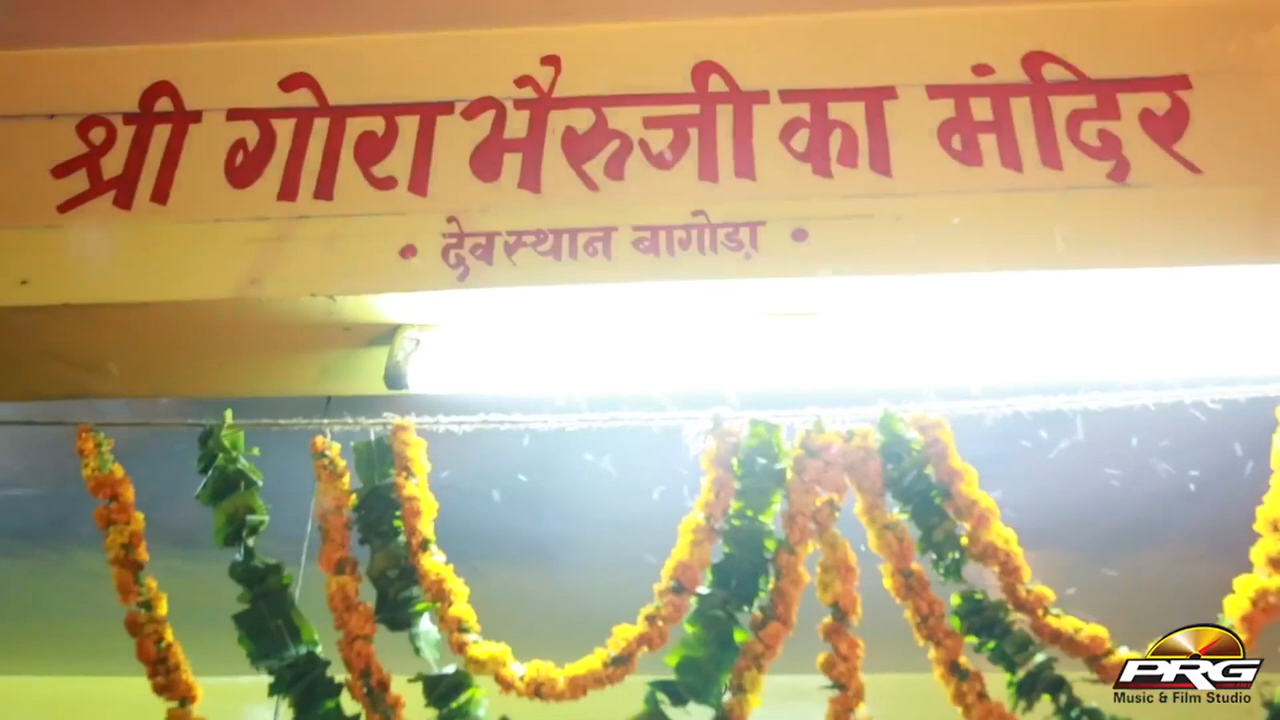 श्री गोरा भैरुजी का मंदिर
• देवस्थान बागोड़ा •
PRG
Music & Film Studio